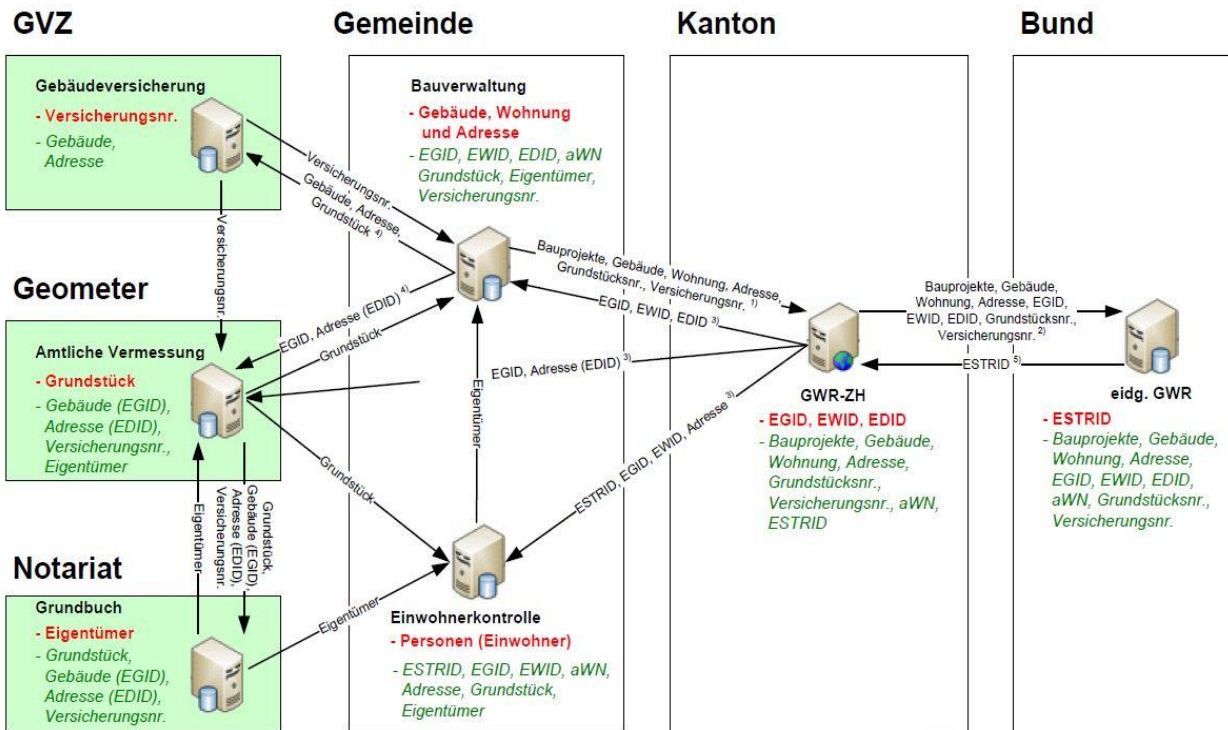 GVZ
Gemeinde
Kanton
Bund
Gebäudeversicherung
- Versicherungsnr.
- Gebäude,
Adresse
Bauverwaltung
- Gebäude, Wohnung
und Adresse
- EGID, EWID, EDID, aWN
Grundstück, Eigentümer,
Versicherungsnr.
Versicherungsnr.
Gebäude, Adresse,
Grundstück 4)
Versicherungsnr.
Geometer
Amtliche Vermessung
- Grundstück
- Gebäude (EGID),
Adresse (EDID),
Versicherungsnr.,
Eigentümer
EGID, Adresse (EDID) 4)
Grundstück
Bauprojekte, Gebäude, Wohnung, Adresse,
Grundstücksnr., Versicherungsnr. 1)
EGID, EWID, EDID 3)
EGID, Adresse (EDID) 3)
Eigentümer
Grundstück
ESTRID, EGID, EWID, Adresse 3)
GWR-ZH
- EGID, EWID, EDID
- Bauprojekte, Gebäude,
Wohnung, Adresse,
Grundstücksnr.,
Versicherungsnr., aWN,
ESTRID
Bauprojekte, Gebäude,
Wohnung, Adresse, EGID,
EWID, EDID, Grundstücksnr.,
Versicherungsnr. 2)
ESTRID 5)
eidg. GWR
- ESTRID
- Bauprojekte, Gebäude,
Wohnung, Adresse,
EGID, EWID, EDID,
aWN, Grundstücksnr.,
Versicherungsnr.
Eigentümer
Grundstück,
Gebäude (EGID),
Adresse (EDID),
Versicherungsnr.
Notariat
Grundbuch
- Eigentümer
- Grundstück,
Gebäude (EGID),
Adresse (EDID),
Versicherungsnr.
Eigentümer
Einwohnerkontrolle
- Personen (Einwohner)
- ESTRID, EGID, EWID, aWN,
Adresse, Grundstück,
Eigentümer